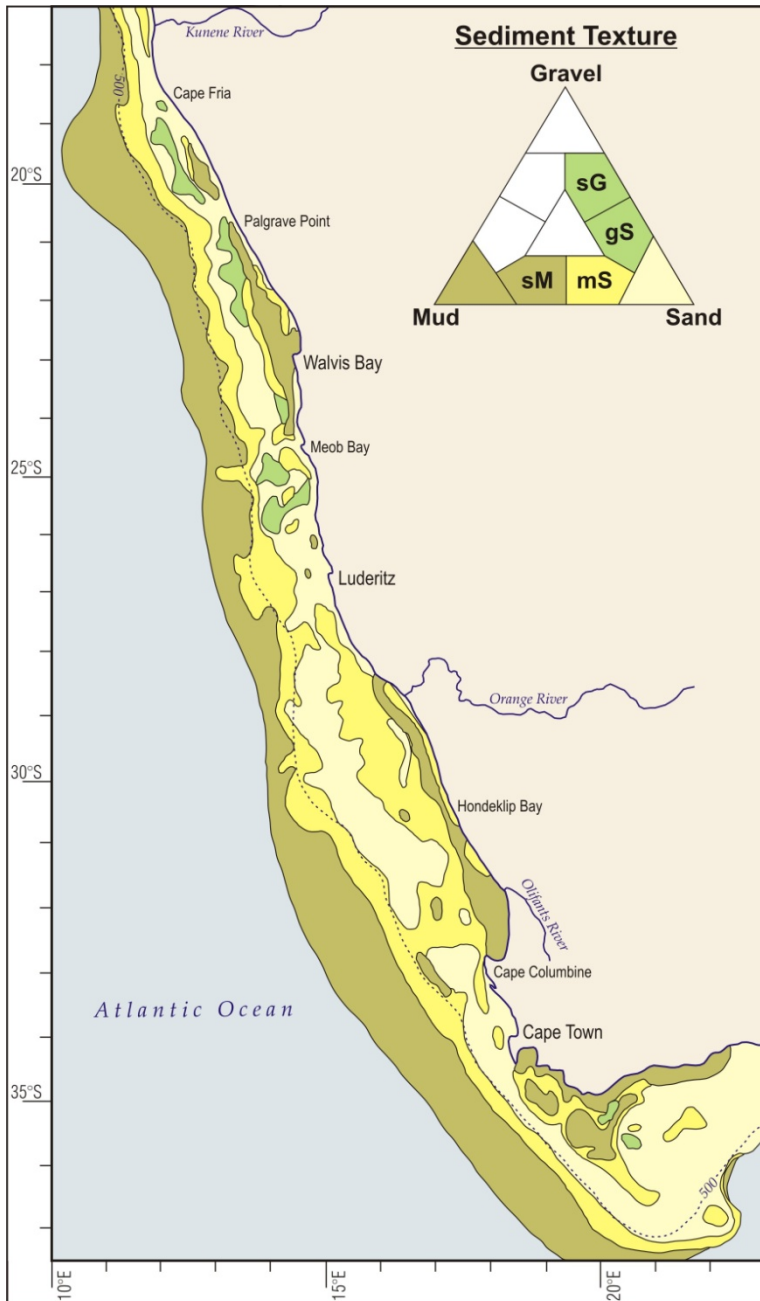 Sediment Texture
Gravel
sG
gS
sM
mS
Mud
Sand
Kunene River
500
Cape Fria
20°S
Palgrave Point
Walvis Bay
Meob Bay
25°S
Luderitz
Orange River
30°S
Hondeklip Bay
Olifants River
Cape Columbine
Atlantic Ocean
Cape Town
35°S
500
10°E
15°E
20°E